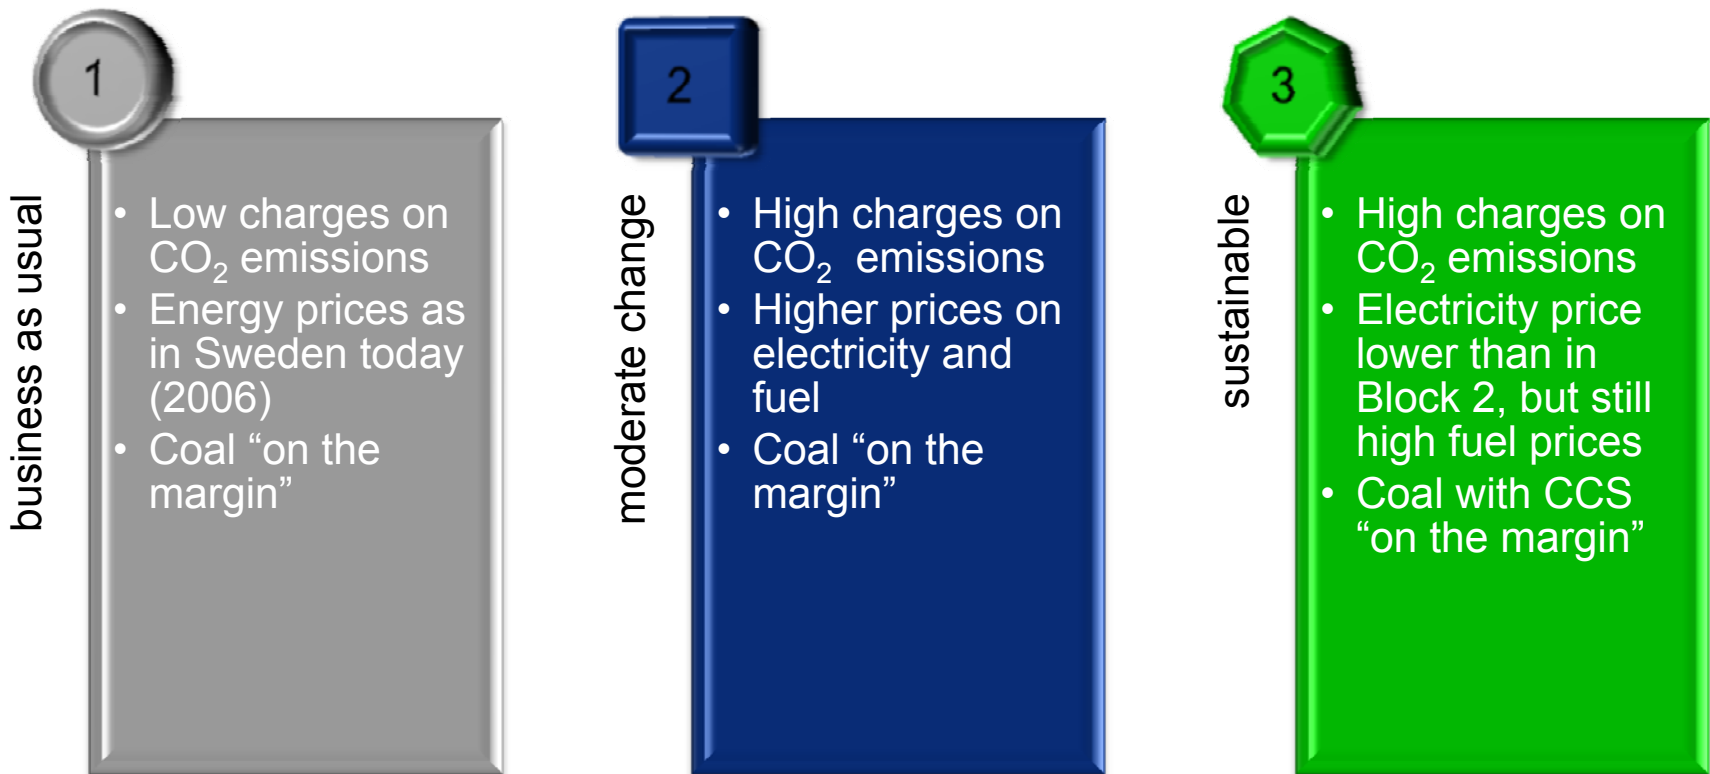 1
business as usual
• Low charges on
CO₂ emissions
• Energy prices as
in Sweden today
(2006)
• Coal “on the
margin”
2
moderate change
• High charges on
CO₂ emissions
• Higher prices on
electricity and
fuel
• Coal “on the
margin”
3
sustainable
• High charges on
CO₂ emissions
• Electricity price
lower than in
Block 2, but still
high fuel prices
• Coal with CCS
“on the margin”